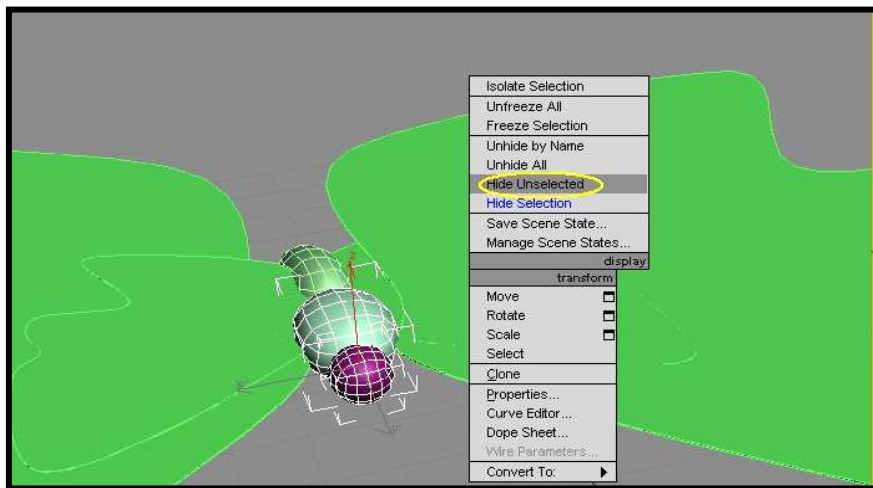 Isolate Selection
Unfreeze All
Freeze Selection
Unhide by Name
Unhide All
Hide Unselected
Hide Selection
Save Scene State...
Manage Scene States...
display
transform
Move
Rotate
Scale
Select
Clone
Properties...
Curve Editor...
Dope Sheet...
Wire Parameters...
Convert To:
z